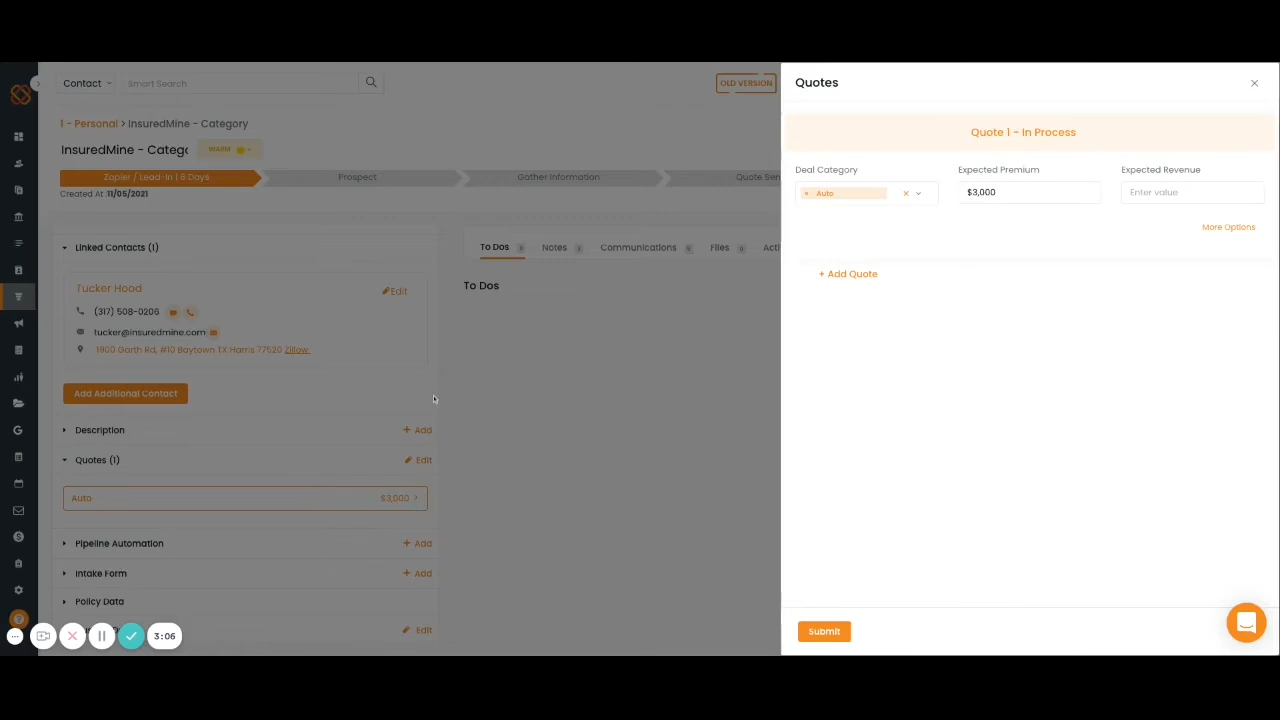 Contact
Smart Search
OLD VERSION
1 - Personal > InsuredMine - Category
InsuredMine - Catego
WARM
Zapier / Lead-In | 6 Days
Prospect
Gather Information
Quote Sen
Created At :11/05/2021
Linked Contacts (1)
Tucker Hood
Edit
(317) 508-0206
tucker@insuredmine.com
1900 Garth Rd, #10 Baytown TX Harris 77520 Zillow
Add Additional Contact
Description
+ Add
Quotes (1)
Edit
Auto
$3,000 >
Pipeline Automation
+ Add
Intake Form
+ Add
Policy Data
Edit
3:06
To Dos
Notes
Communications
Files
0
Acti
To Dos
Quotes
×
Quote 1 - In Process
Deal Category
Expected Premium
Expected Revenue
× Auto
$3,000
Enter value
More Options
+ Add Quote
Submit